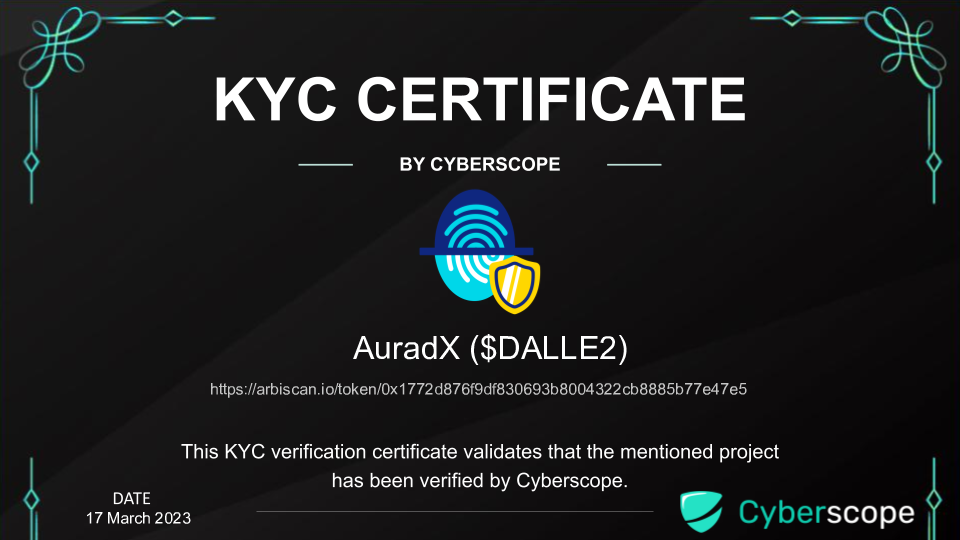 KYC CERTIFICATE
BY CYBERSCOPE
AuradX ($DALLE2)
https://arbiscan.io/token/0x1772d876f9df830693b8004322cb8885b77e47e5
This KYC verification certificate validates that the mentioned project
has been verified by Cyberscope.
DATE
17 March 2023
Cyberscope